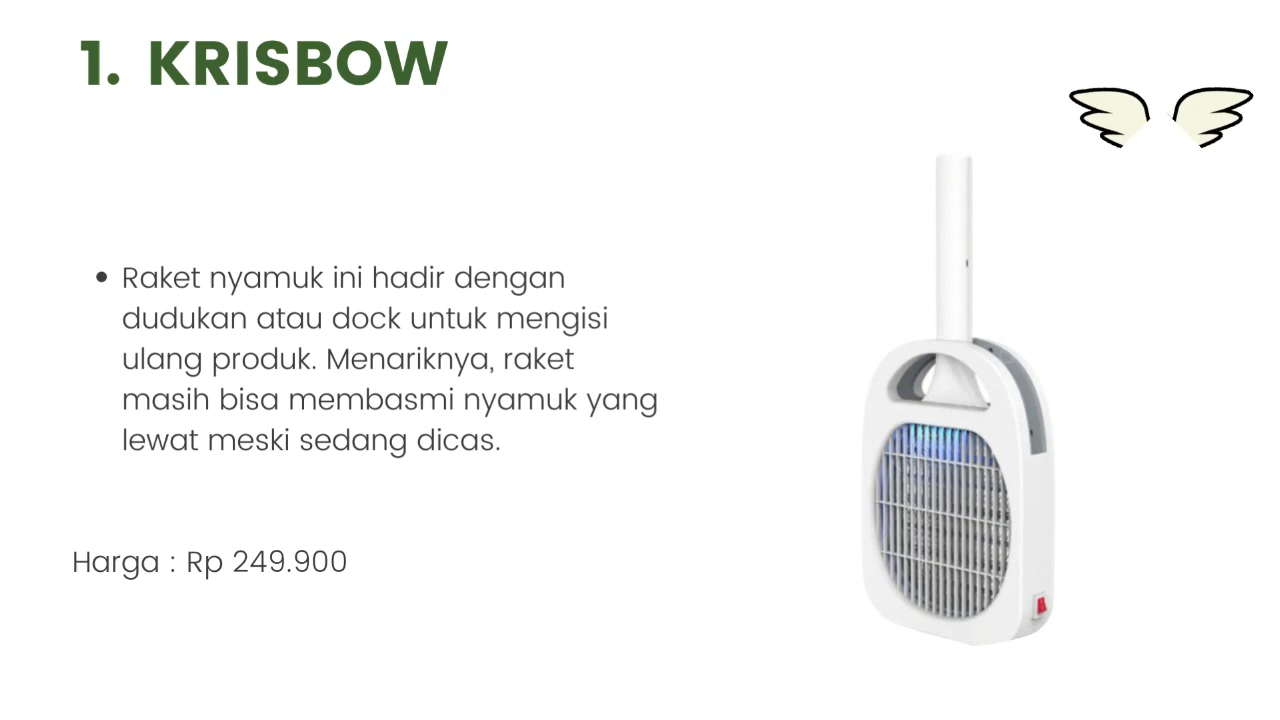 1. KRISBOW
• Raket nyamuk ini hadir dengan
dudukan atau dock untuk mengisi
ulang produk. Menariknya, raket
masih bisa membasmi nyamuk yang
lewat meski sedang dicas.
Harga : Rp 249.900